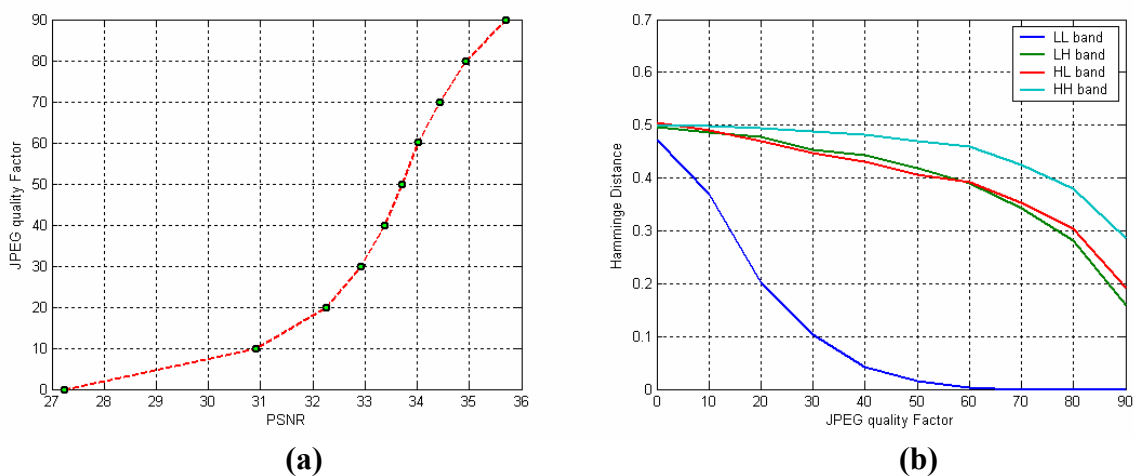 90
80
70
60
50
40
30
20
10
0
JPEG quality Factor
27 28 29 30 31 32 33 34 35 36
PSNR
(a)
0.7
0.6
0.5
0.4
0.3
0.2
0.1
0
Hamminge Distance
LL band
LH band
HL band
HH band
0 10 20 30 40 50 60 70 80 90
JPEG quality Factor
(b)